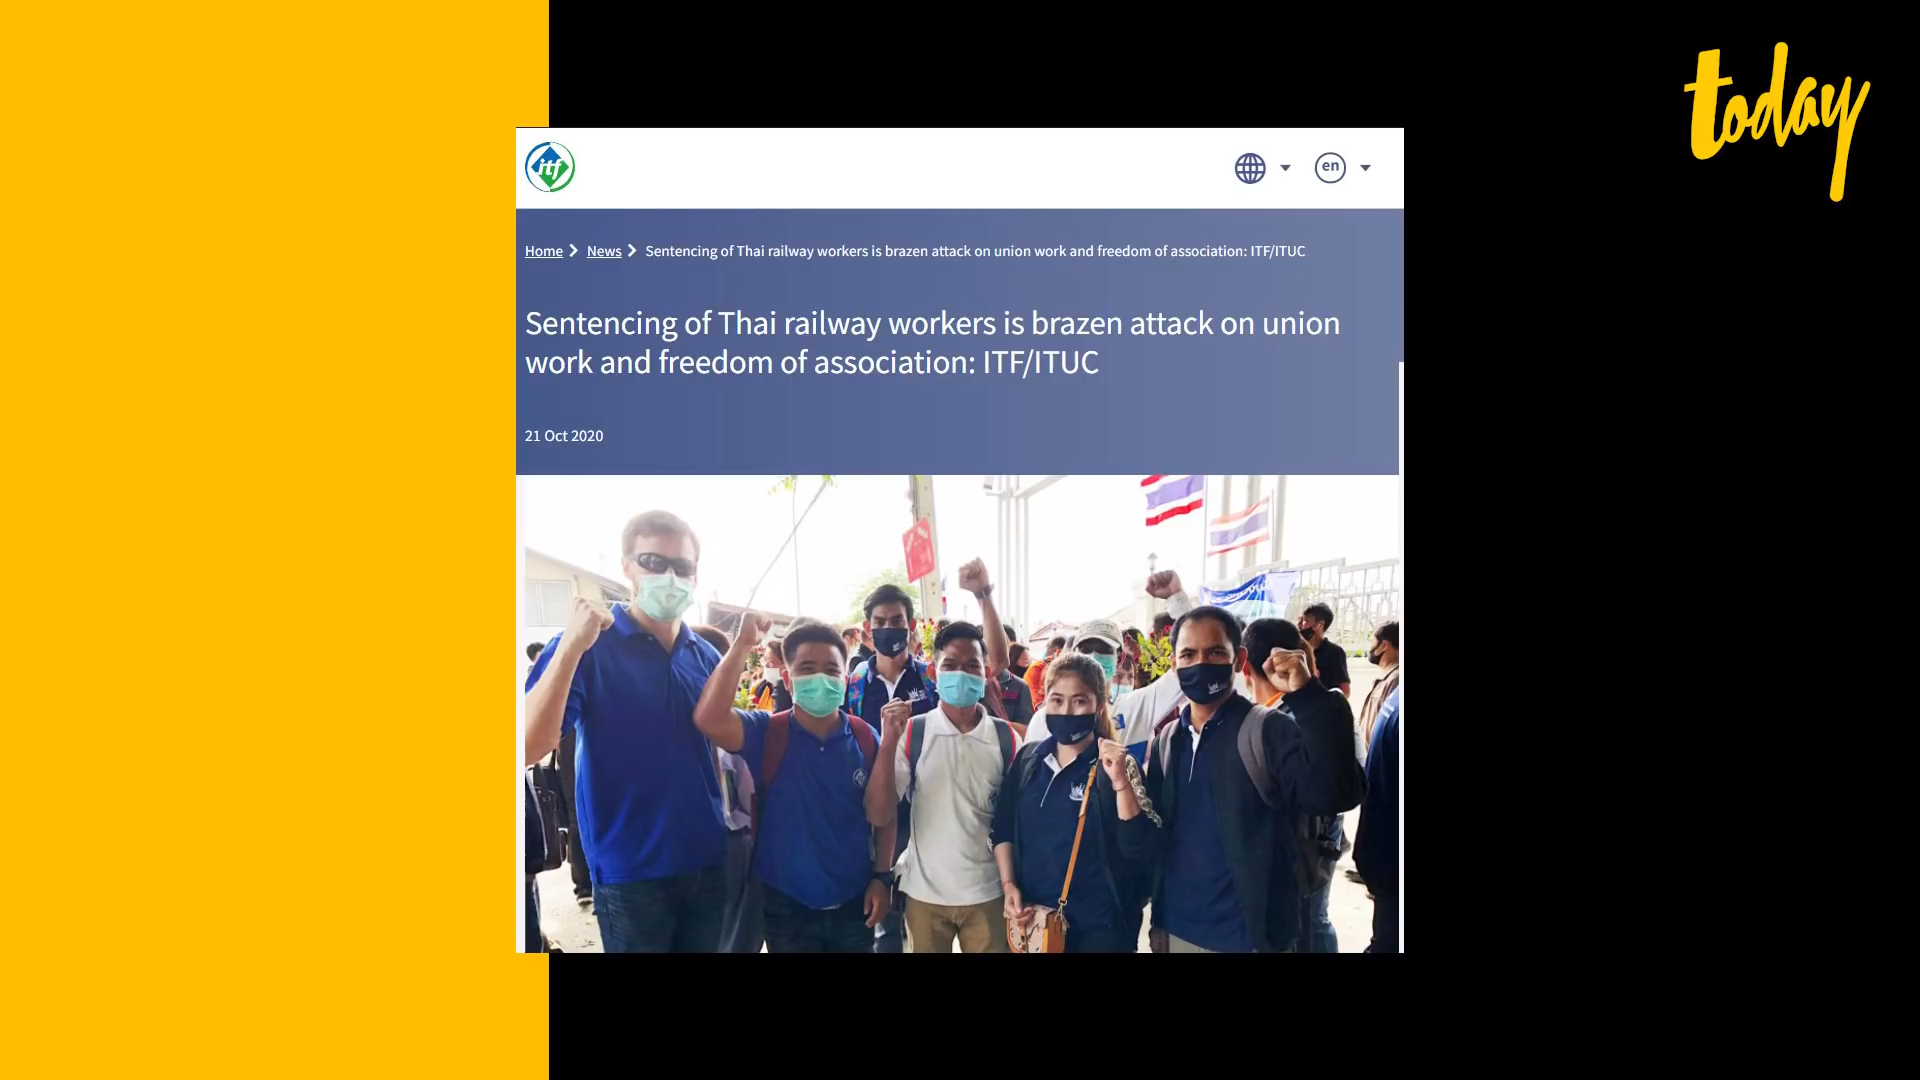 today
itf
en
Home News Sentencing of Thai railway workers is brazen attack on union work and freedom of association: ITF/ITUC
Sentencing of Thai railway workers is brazen attack on union
work and freedom of association: ITF/ITUC
21 Oct 2020